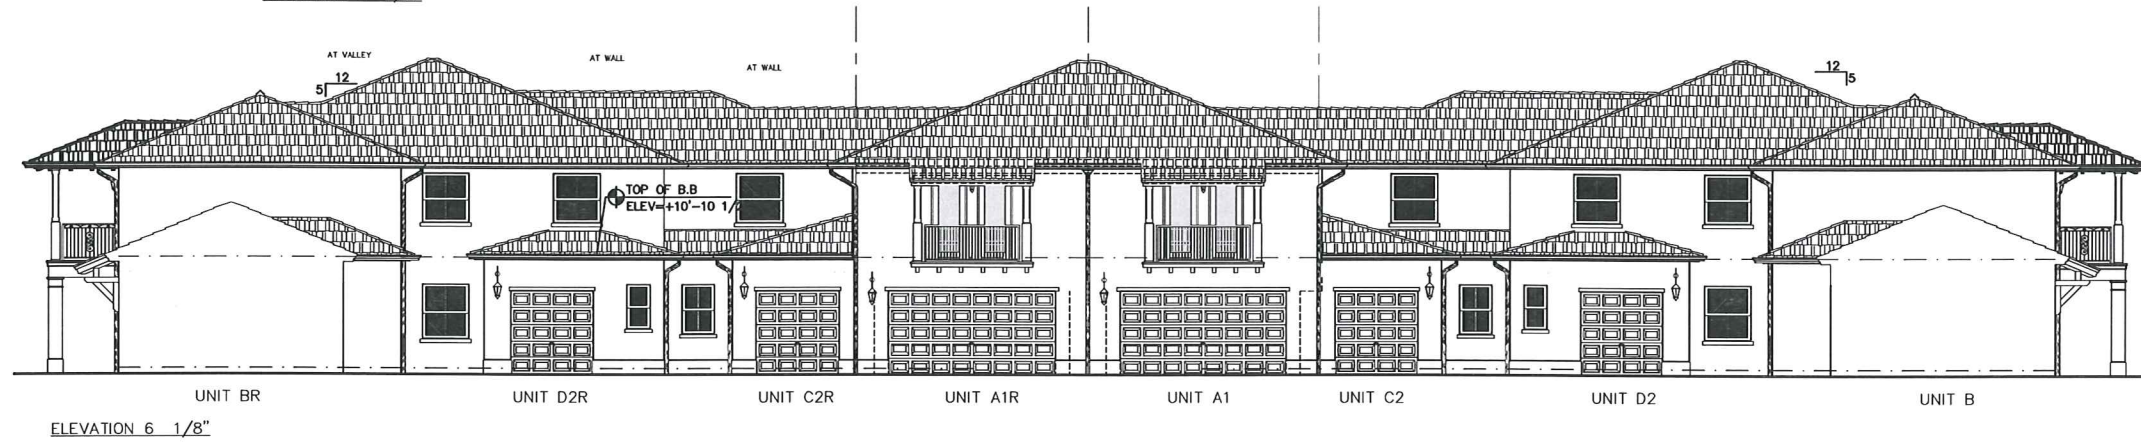 AT VALLEY
AT WALL
AT WALL
12
5
12
5
TOP OF B.B
ELEV=+10'-10 1/
UNIT BR
UNIT D2R
UNIT C2R
UNIT A1R
UNIT A1
UNIT C2
UNIT D2
UNIT B
ELEVATION 6 1/8"